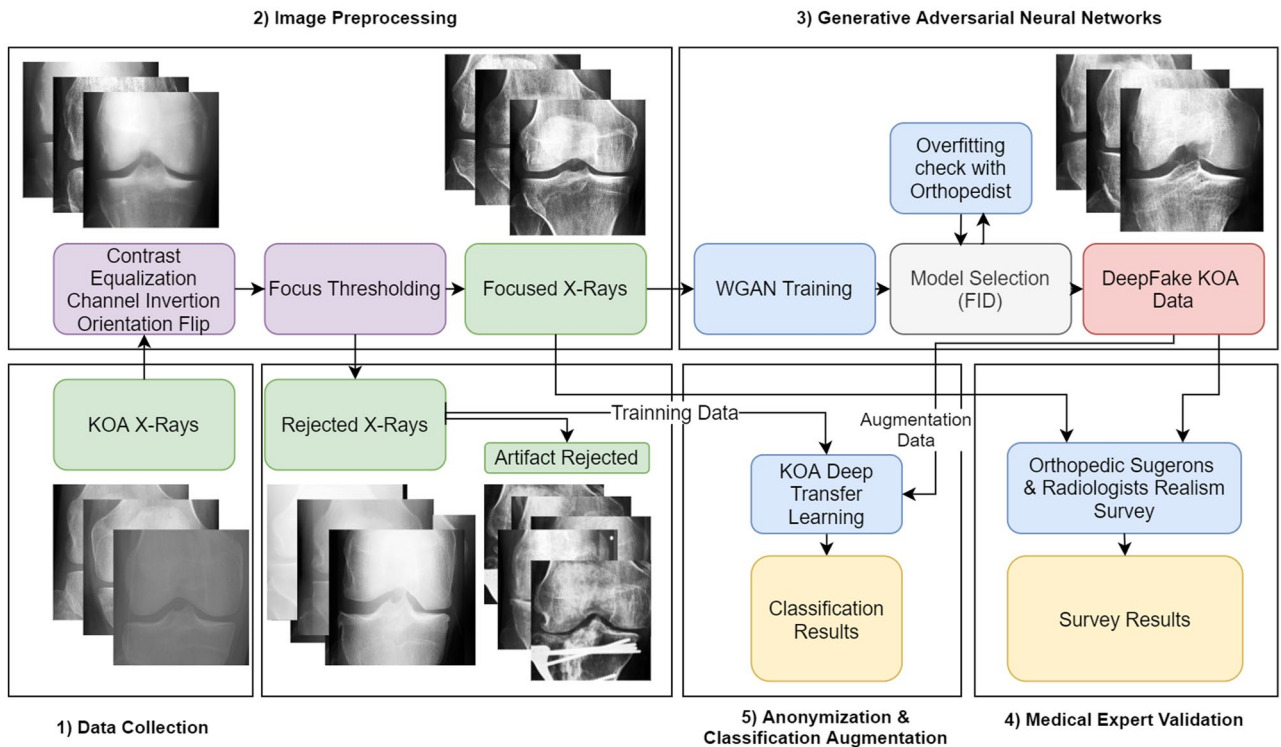 2) Image Preprocessing
3) Generative Adversarial Neural Networks
Overfitting
check with
Orthopedist
Contrast
Equalization
Channel Invertion
Orientation Flip
Focus Thresholding
Focused X-Rays
WGAN Training
Model Selection
(FID)
DeepFake KOA
Data
KOA X-Rays
Rejected X-Rays
Trainning Data
Artifact Rejected
Augmentation
Data
KOA Deep
Transfer
Learning
Orthopedic Sugerons
& Radiologists Realism
Survey
Classification
Results
Survey Results
1) Data Collection
5) Anonymization &
Classification Augmentation
4) Medical Expert Validation